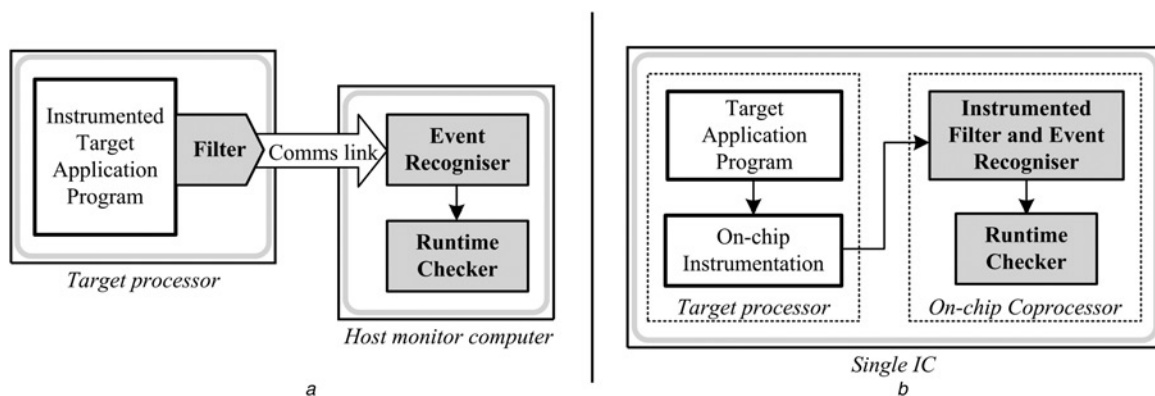 Instrumented
Target
Application
Program
Filter
Comms link
Event
Recogniser
Runtime
Checker
Target processor
Host monitor computer
a
Target
Application
Program
On-chip
Instrumentation
Target processor
Instrumented
Filter and Event
Recogniser
Runtime
Checker
On-chip Coprocessor
Single IC
b